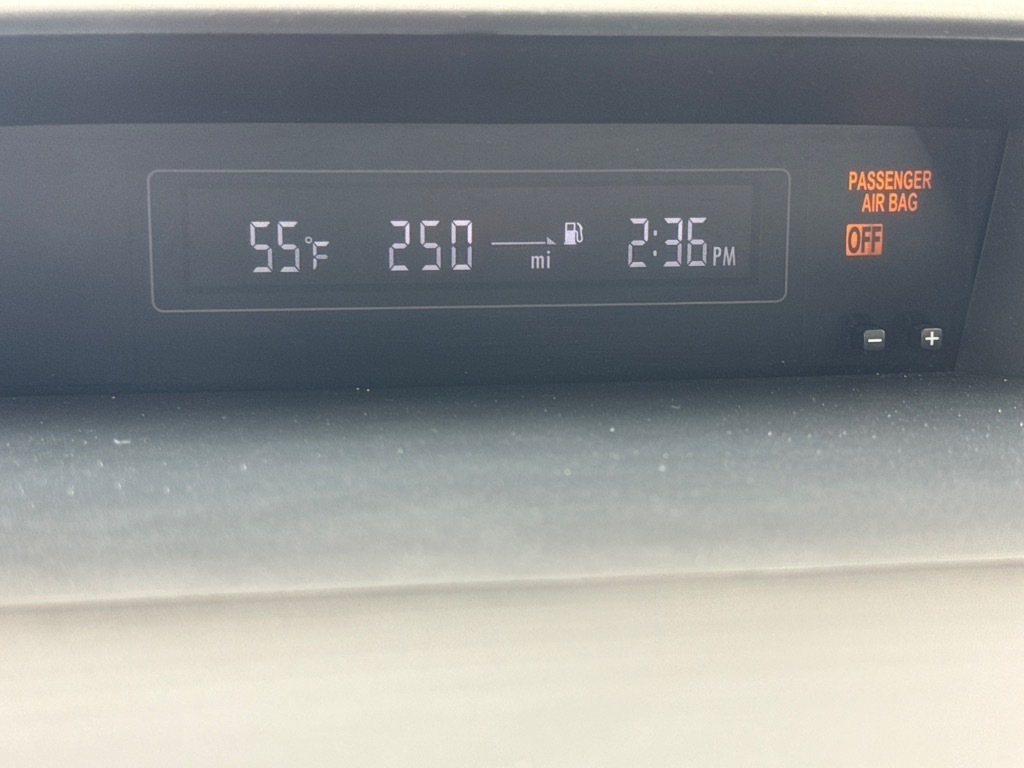 55°F 250 mi 2:36 PM
PASSENGER
AIR BAG
OFF
- +